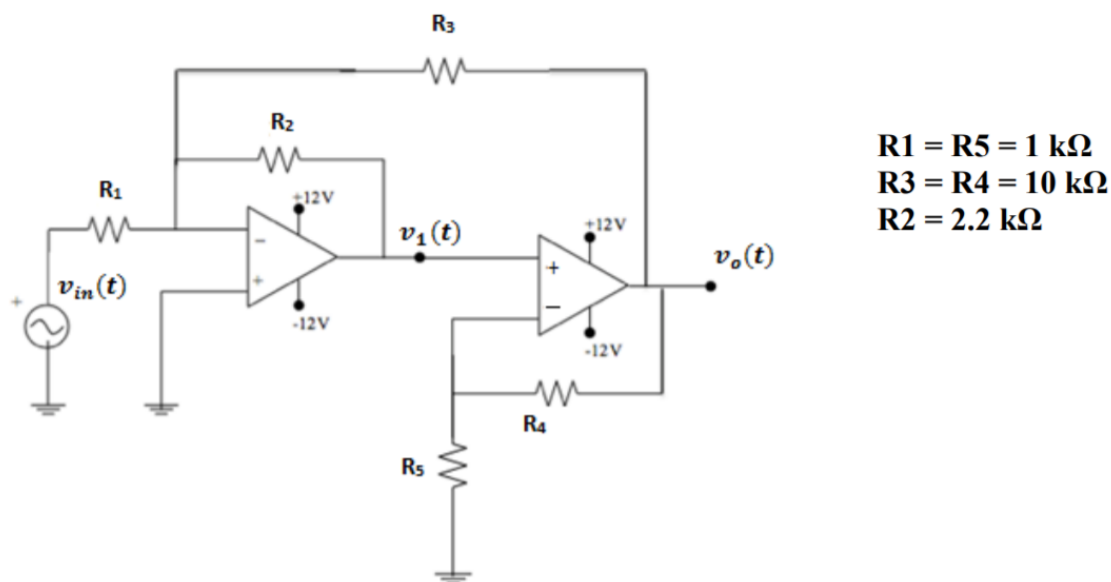 R₃
R₂
R₁
+12V
-
+
-12V
v₁(t)
+12V
+
-
-12V
vₒ(t)
+
vᵢₙ(t)
R₄
R₅
R1 = R5 = 1 kΩ
R3 = R4 = 10 kΩ
R2 = 2.2 kΩ